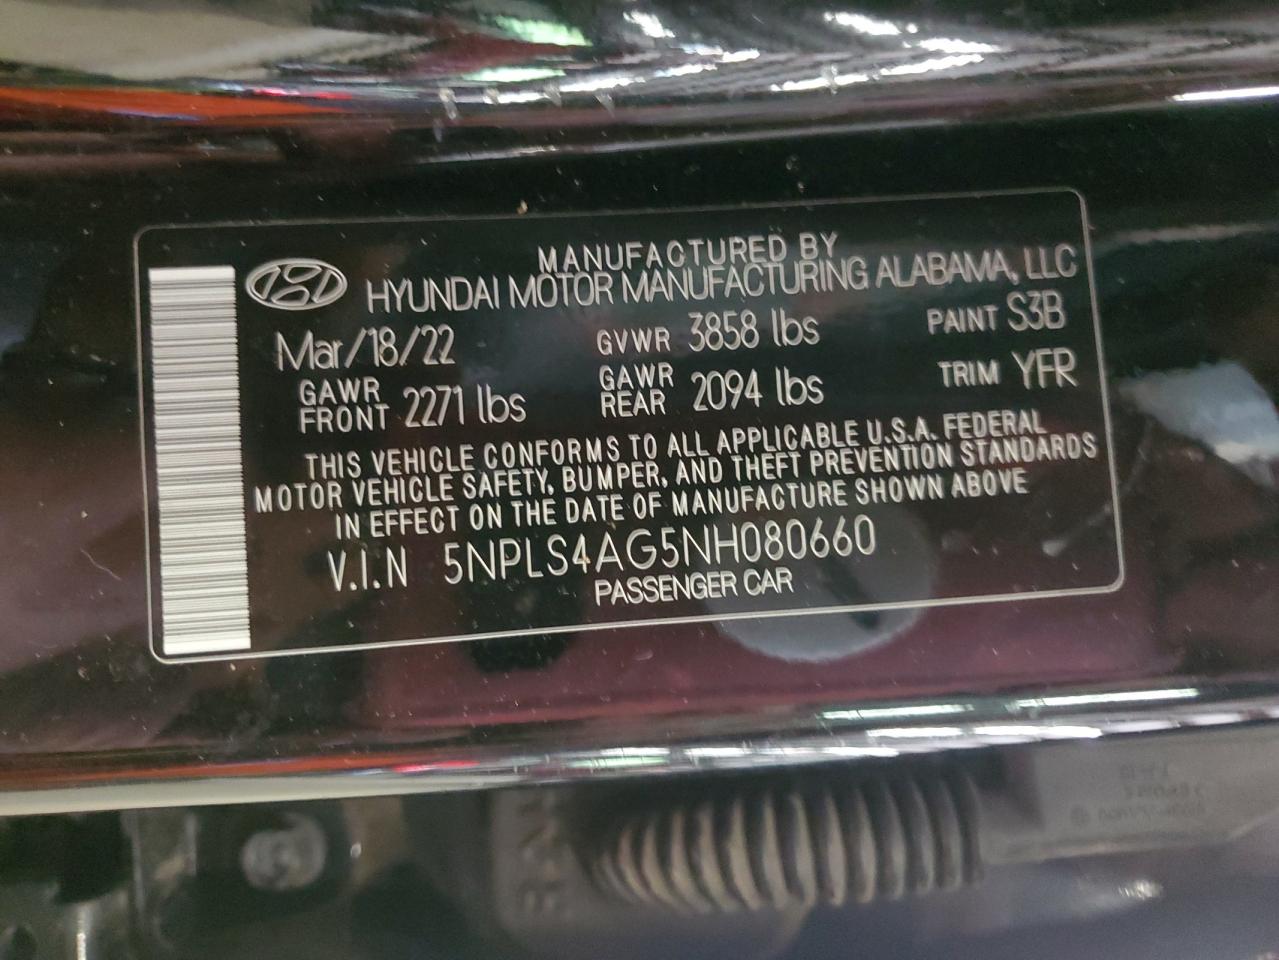 MANUFACTURED BY
HYUNDAI MOTOR MANUFACTURING ALABAMA, LLC
Mar/18/22 GVWR 3858 lbs PAINT S3B
GAWR FRONT 2271 lbs GAWR REAR 2094 lbs TRIM YFR
THIS VEHICLE CONFORMS TO ALL APPLICABLE U.S.A. FEDERAL
MOTOR VEHICLE SAFETY, BUMPER, AND THEFT PREVENTION STANDARDS
IN EFFECT ON THE DATE OF MANUFACTURE SHOWN ABOVE
V.I.N 5NPLS4AG5NH080660
PASSENGER CAR